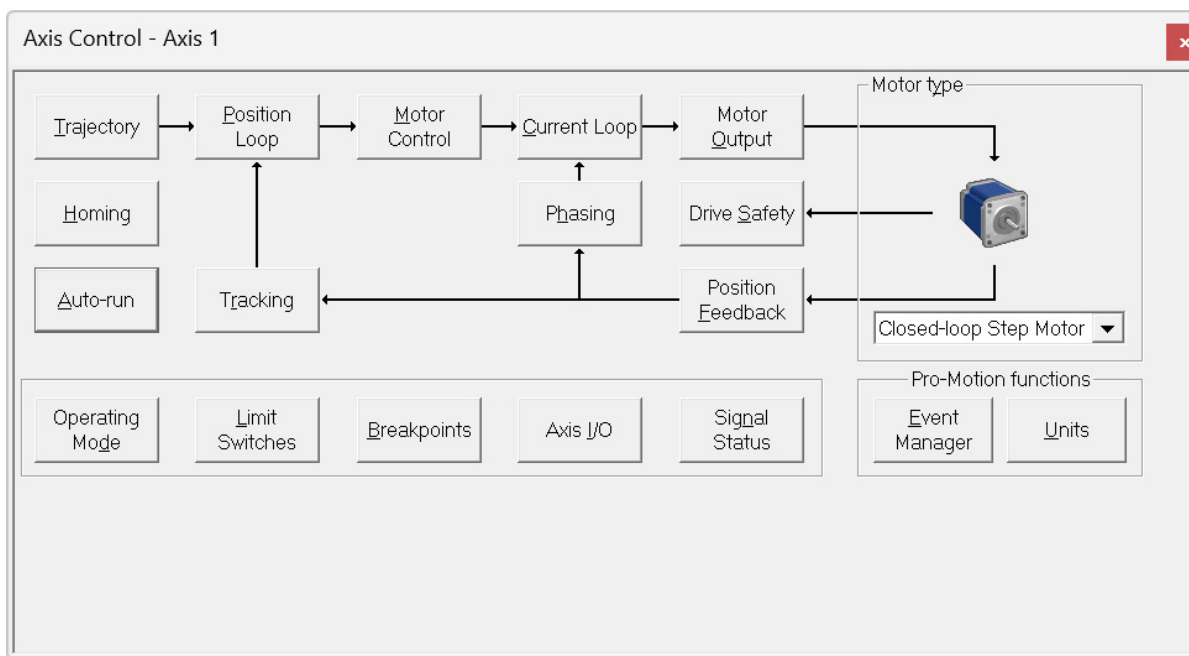 Axis Control - Axis 1
x
Motor type
Trajectory
Position
Loop
Motor
Control
Current Loop
Motor
Output
Homing
Phasing
Drive Safety
Auto-run
Tracking
Position
Feedback
Closed-loop Step Motor
Pro-Motion functions
Operating
Mode
Limit
Switches
Breakpoints
Axis I/O
Signal
Status
Event
Manager
Units